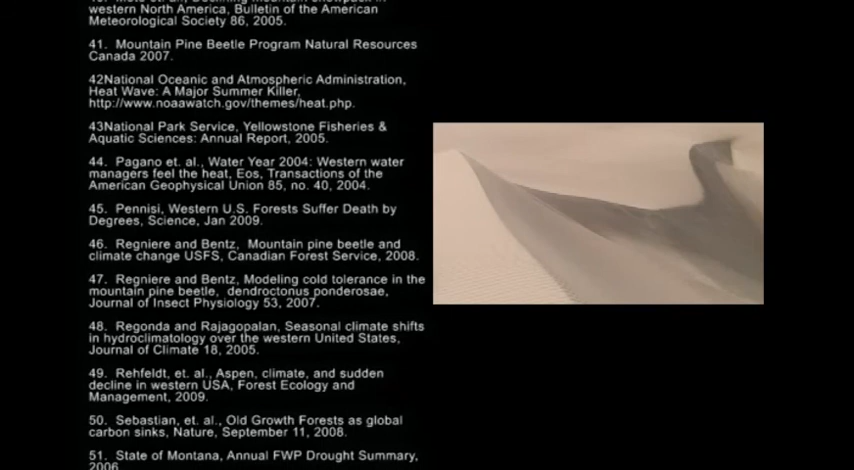 western North America, Bulletin of the American
Meteorological Society 86, 2005.
41. Mountain Pine Beetle Program Natural Resources
Canada 2007.
42National Oceanic and Atmospheric Administration,
Heat Wave: A Major Summer Killer,
http://www.noaawatch.gov/themes/heat.php.
43National Park Service, Yellowstone Fisheries &
Aquatic Sciences: Annual Report, 2005.
44. Pagano et. al., Water Year 2004: Western water
managers feel the heat, Eos, Transactions of the
American Geophysical Union 85, no. 40, 2004.
45. Pennisi, Western U.S. Forests Suffer Death by
Degrees, Science, Jan 2009.
46. Regniere and Bentz, Mountain pine beetle and
climate change USFS, Canadian Forest Service, 2008.
47. Regniere and Bentz, Modeling cold tolerance in the
mountain pine beetle, dendroctonus ponderosae,
Journal of Insect Physiology 53, 2007.
48. Regonda and Rajagopalan, Seasonal climate shifts
in hydroclimatology over the western United States,
Journal of Climate 18, 2005.
49. Rehfeldt, et. al., Aspen, climate, and sudden
decline in western USA, Forest Ecology and
Management, 2009.
50. Sebastian, et. al., Old Growth Forests as global
carbon sinks, Nature, September 11, 2008.
51. State of Montana, Annual FWP Drought Summary,
2006